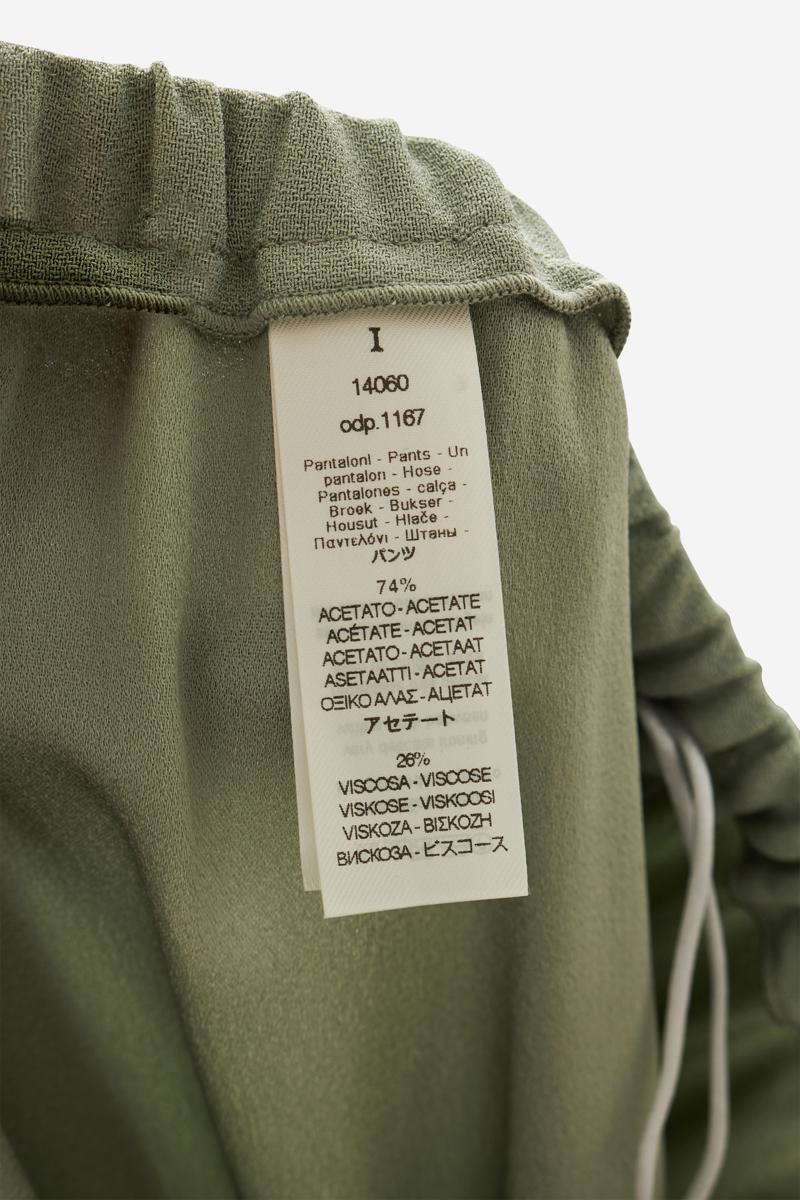 I
14060
odp.1167
Pantaloni - Pants - Un
pantalon - Hose -
Pantalones - calça -
Broek - Bukser -
Housut - Hlače -
Παντελόνι - Штаны -
パンツ
74%
ACETATO - ACETATE
ACÉTATE - ACETAT
ACETATO - ACETAAT
ASETAATTI - ACETAT
ΟΞΙΚΟ ΑΛΑΣ - АЦЕТАТ
アセテート
26%
VISCOSA - VISCOSE
VISKOSE - VISKOOSI
VISKOZA - ΒΙΣΚΟΖΗ
ВИСКОЗА - ビスコース